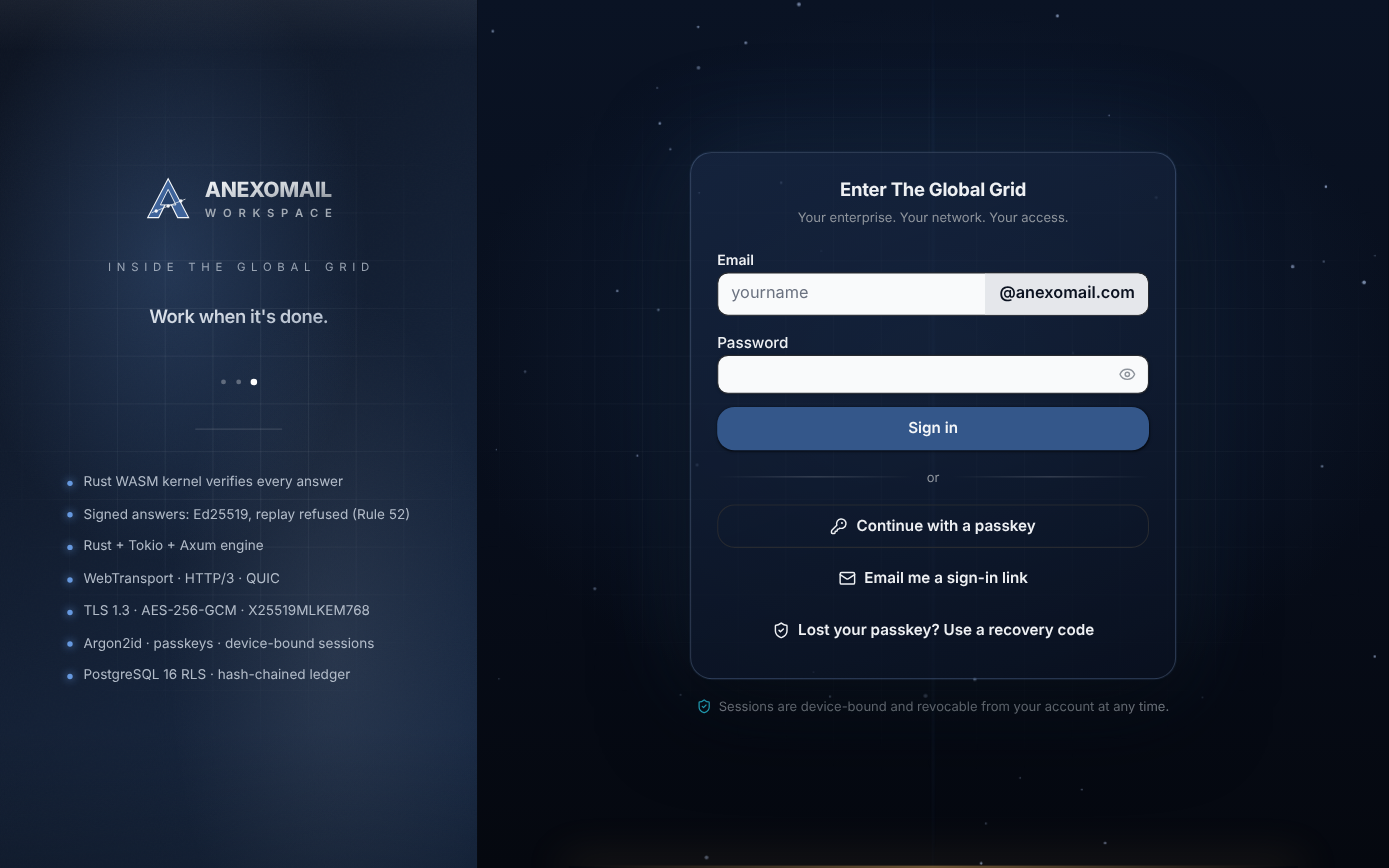 ANEXOMAIL
WORKSPACE
INSIDE THE GLOBAL GRID
Work when it's done.
Rust WASM kernel verifies every answer
Signed answers: Ed25519, replay refused (Rule 52)
Rust + Tokio + Axum engine
WebTransport · HTTP/3 · QUIC
TLS 1.3 · AES-256-GCM · X25519MLKEM768
Argon2id · passkeys · device-bound sessions
PostgreSQL 16 RLS · hash-chained ledger
Enter The Global Grid
Your enterprise. Your network. Your access.
Email
yourname @anexomail.com
Password
Sign in
or
Continue with a passkey
Email me a sign-in link
Lost your passkey? Use a recovery code
Sessions are device-bound and revocable from your account at any time.